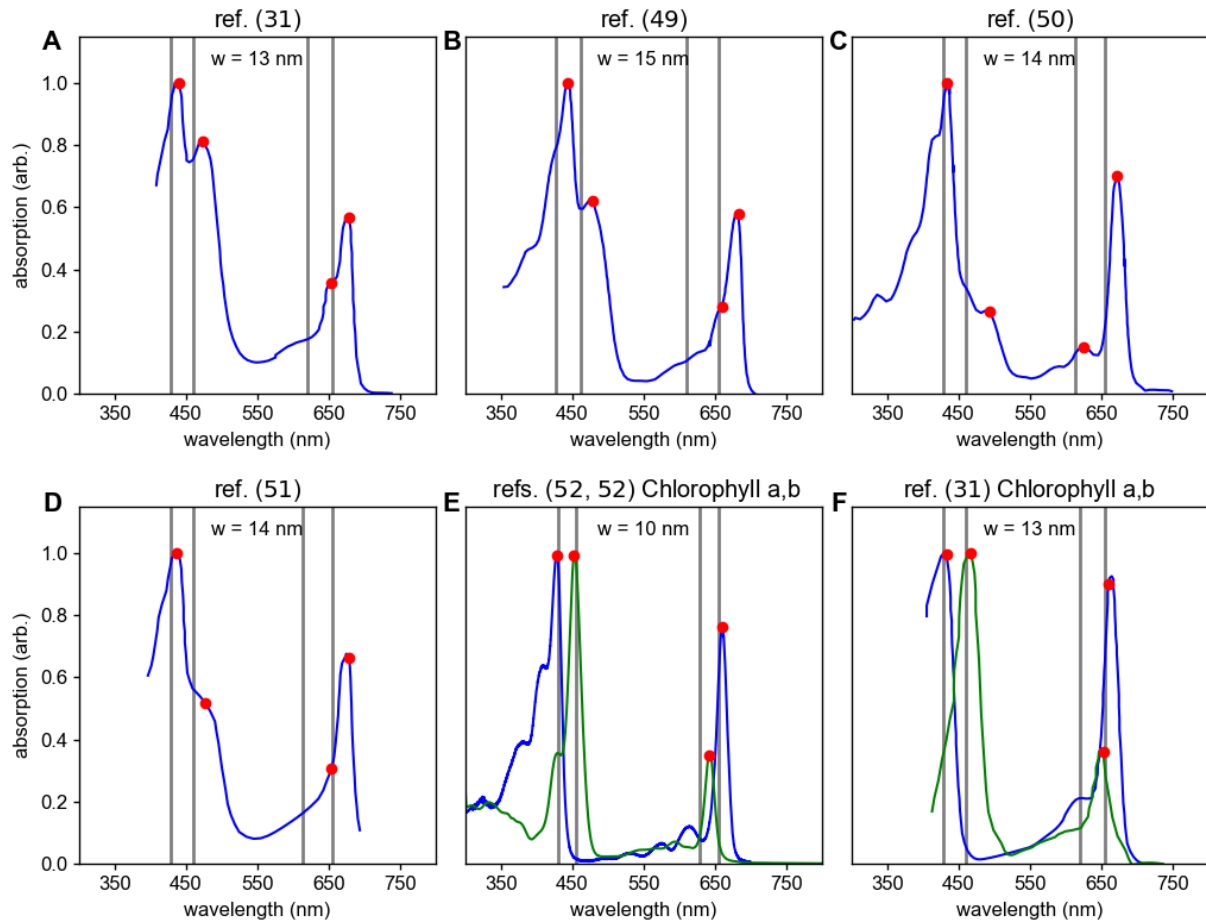 ref. (31)
A
w = 13 nm
absorption (arb.)
1.0
0.8
0.6
0.4
0.2
0.0
350 450 550 650 750
wavelength (nm)
ref. (49)
B
w = 15 nm
350 450 550 650 750
wavelength (nm)
ref. (50)
C
w = 14 nm
350 450 550 650 750
wavelength (nm)
ref. (51)
D
w = 14 nm
absorption (arb.)
1.0
0.8
0.6
0.4
0.2
0.0
350 450 550 650 750
wavelength (nm)
refs. (52, 52) Chlorophyll a,b
E
w = 10 nm
350 450 550 650 750
wavelength (nm)
ref. (31) Chlorophyll a,b
F
w = 13 nm
350 450 550 650 750
wavelength (nm)